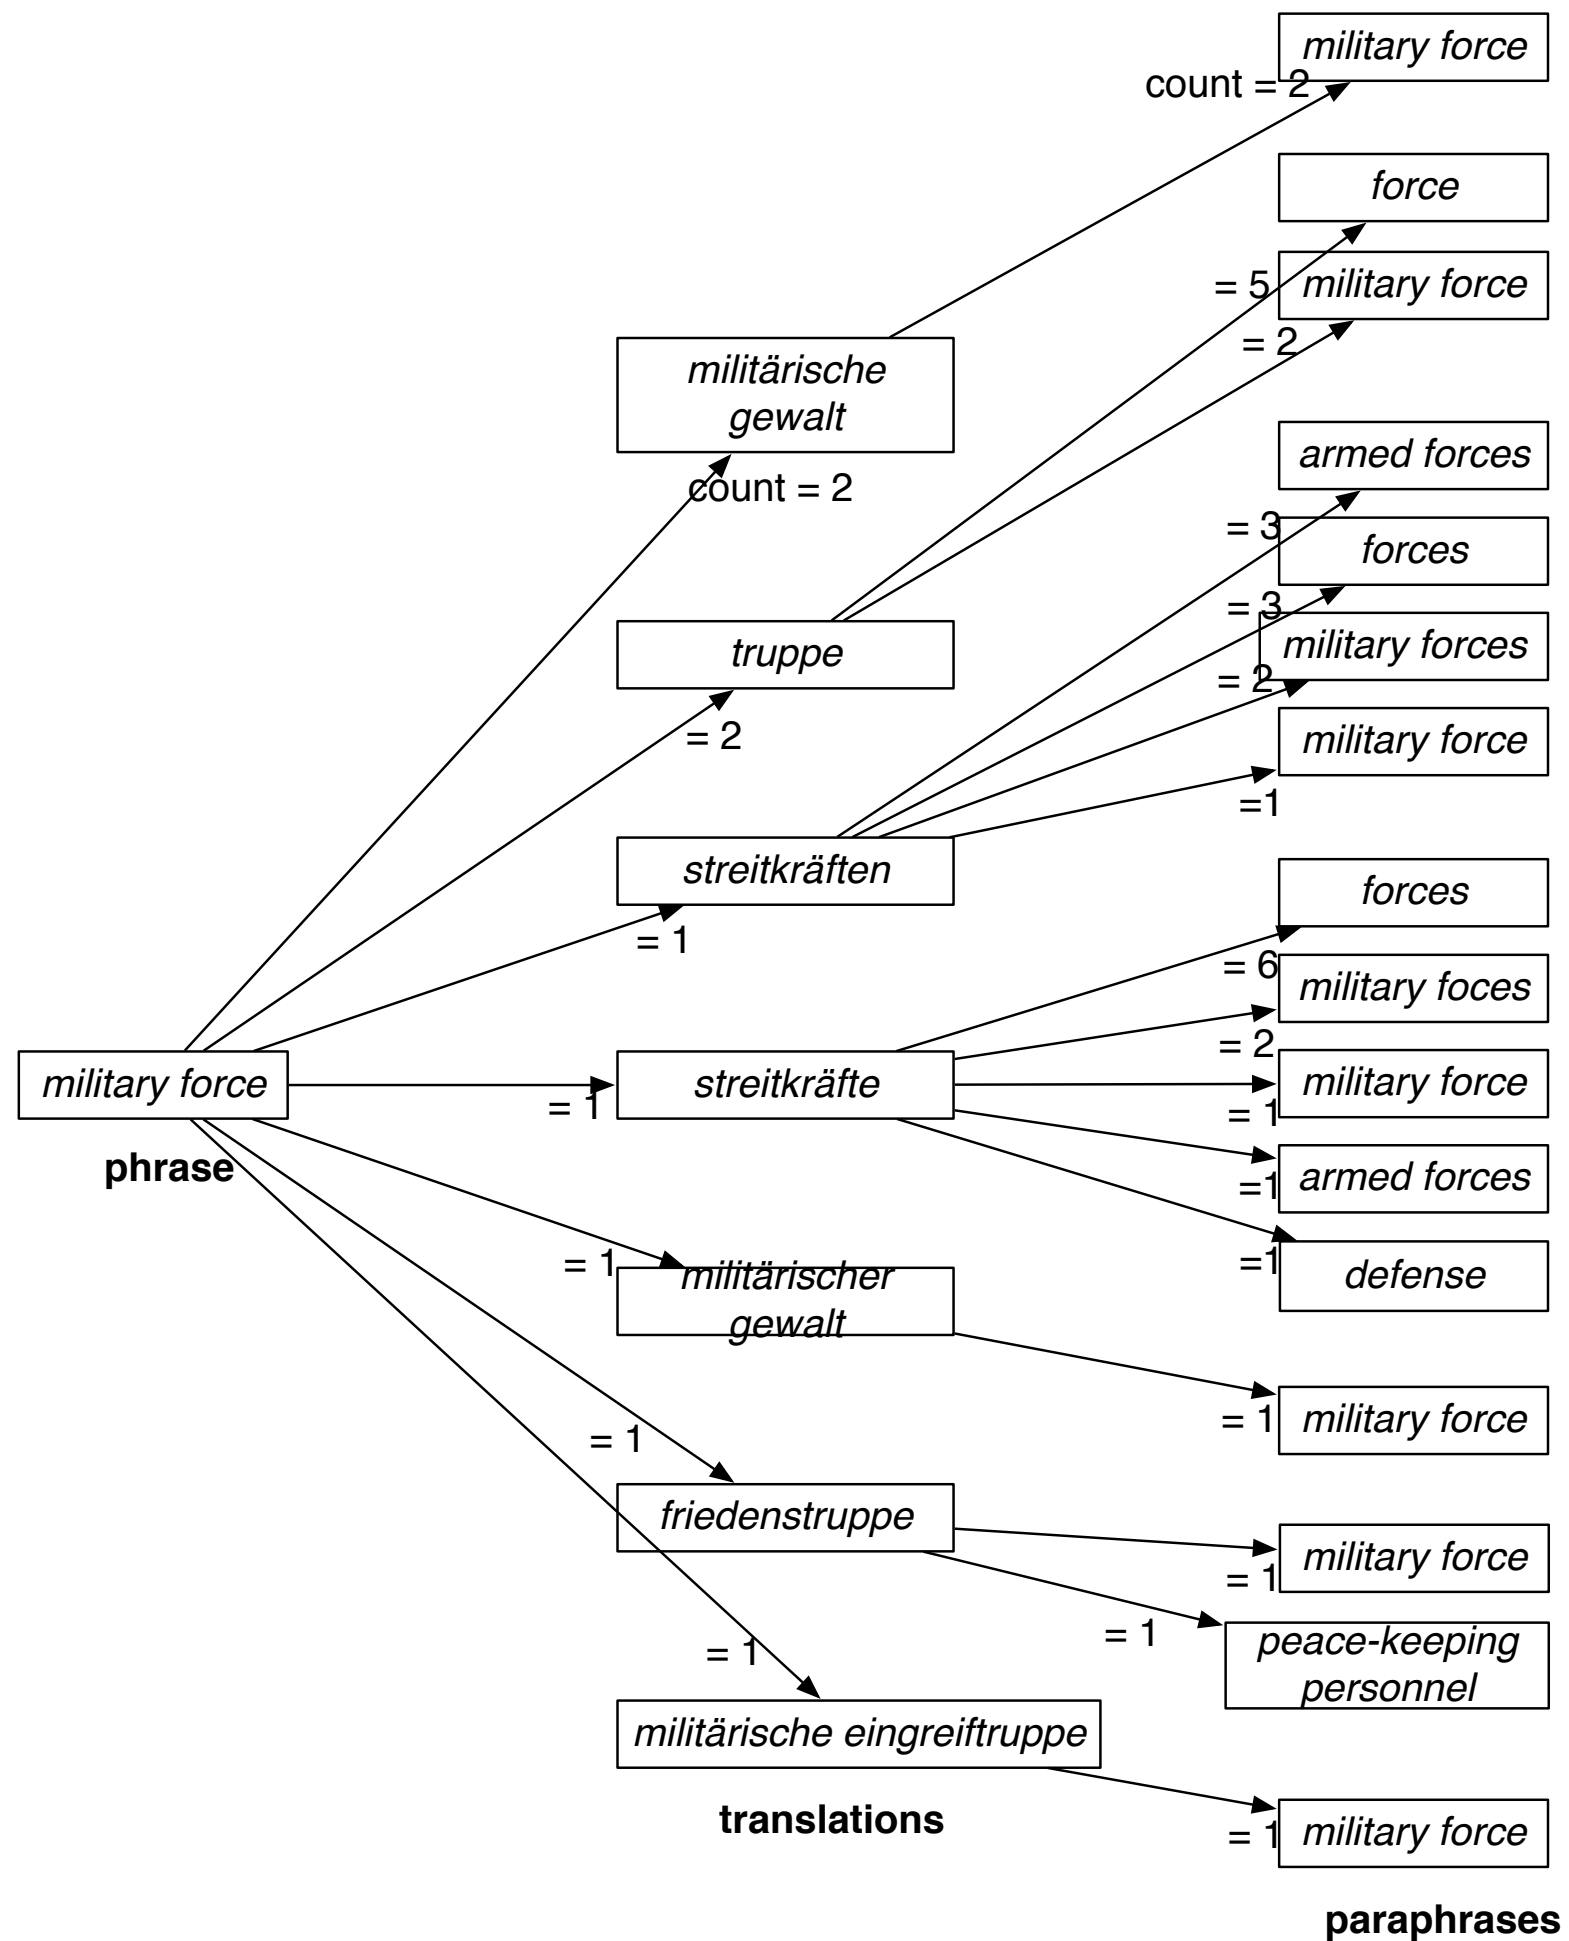 military force
count = 2
force
= 5
military force
= 2
militärische
gewalt
count = 2
armed forces
= 3
forces
= 3
military forces
= 2
truppe
= 2
military force
=1
streitkräften
= 1
forces
= 6
military foces
= 2
military force
phrase
= 1
streitkräfte
military force
= 1
armed forces
=1
defense
=1
= 1
militärischer
gewalt
military force
= 1
= 1
friedenstruppe
military force
= 1
peace-keeping
personnel
= 1
= 1
militärische eingreiftruppe
translations
military force
= 1
paraphrases